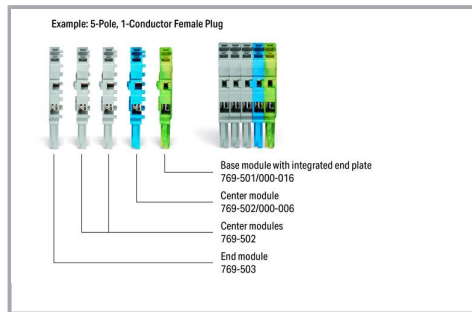 Example: 5-Pole, 1-Conductor Female Plug
Base module with integrated end plate
769-501/000-016
Center module
769-502/000-006
Center modules
769-502
End module
769-503